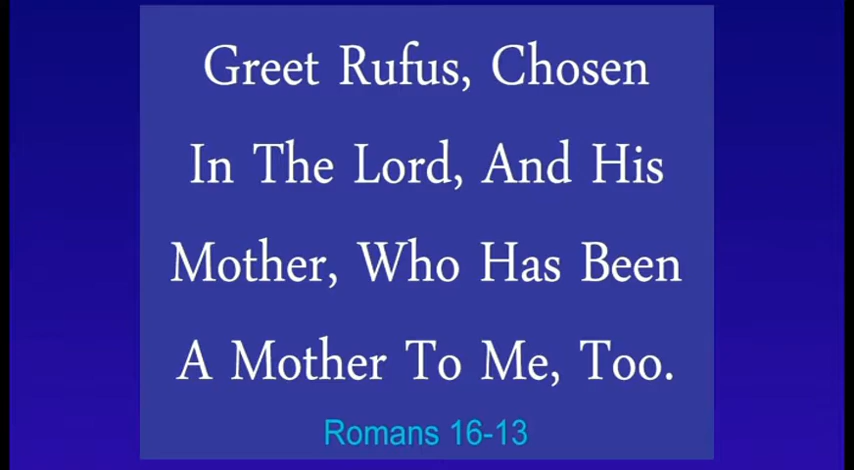 Greet Rufus, Chosen
In The Lord, And His
Mother, Who Has Been
A Mother To Me, Too.
Romans 16-13